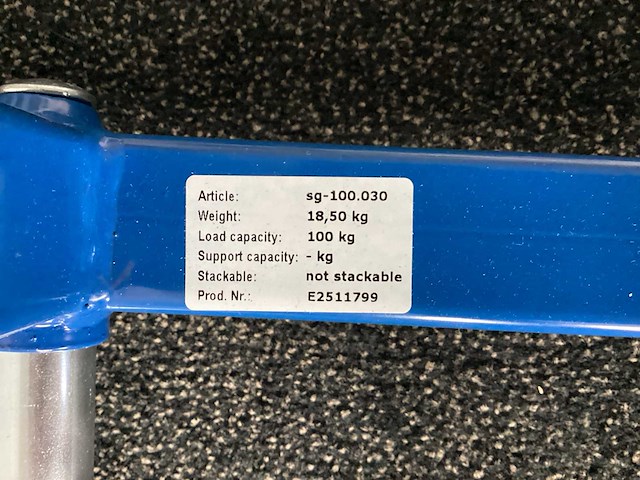 Article: sg-100.030
Weight: 18,50 kg
Load capacity: 100 kg
Support capacity: - kg
Stackable: not stackable
Prod. Nr.: E2511799